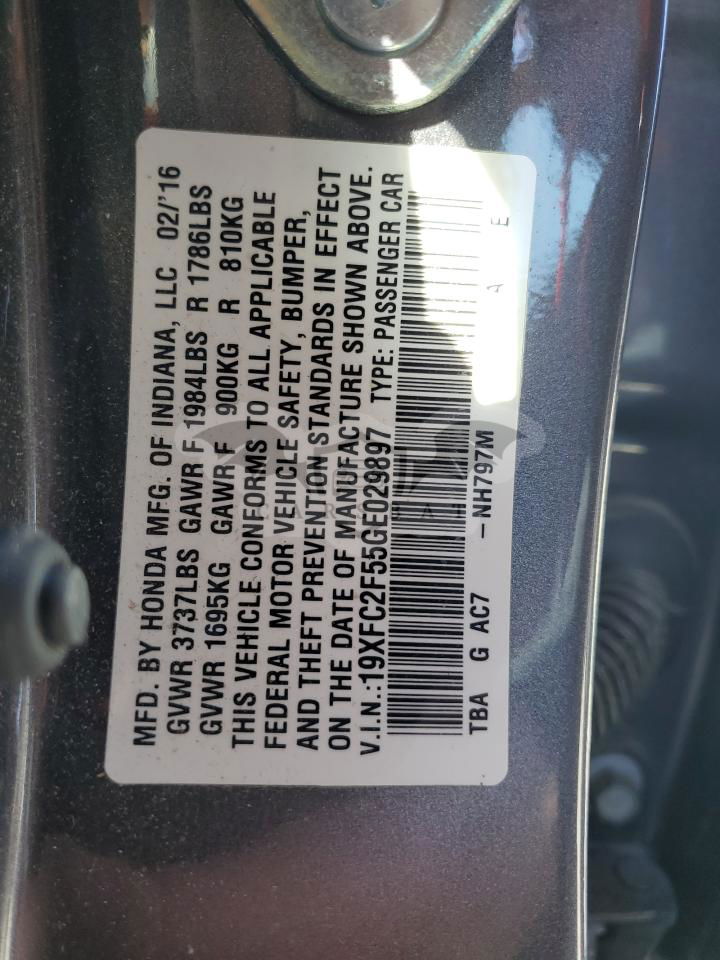 MFD. BY HONDA MFG. OF INDIANA, LLC 02/'16
GVWR 3737LBS GAWR F 1984LBS R 1786LBS
GVWR 1695KG GAWR F 900KG R 810KG
THIS VEHICLE CONFORMS TO ALL APPLICABLE
FEDERAL MOTOR VEHICLE SAFETY, BUMPER,
AND THEFT PREVENTION STANDARDS IN EFFECT
ON THE DATE OF MANUFACTURE SHOWN ABOVE.
V.I.N.:19XFC2F55GE029897 TYPE: PASSENGER CAR
TBA G AC7 -NH797M A E
CARSBAT